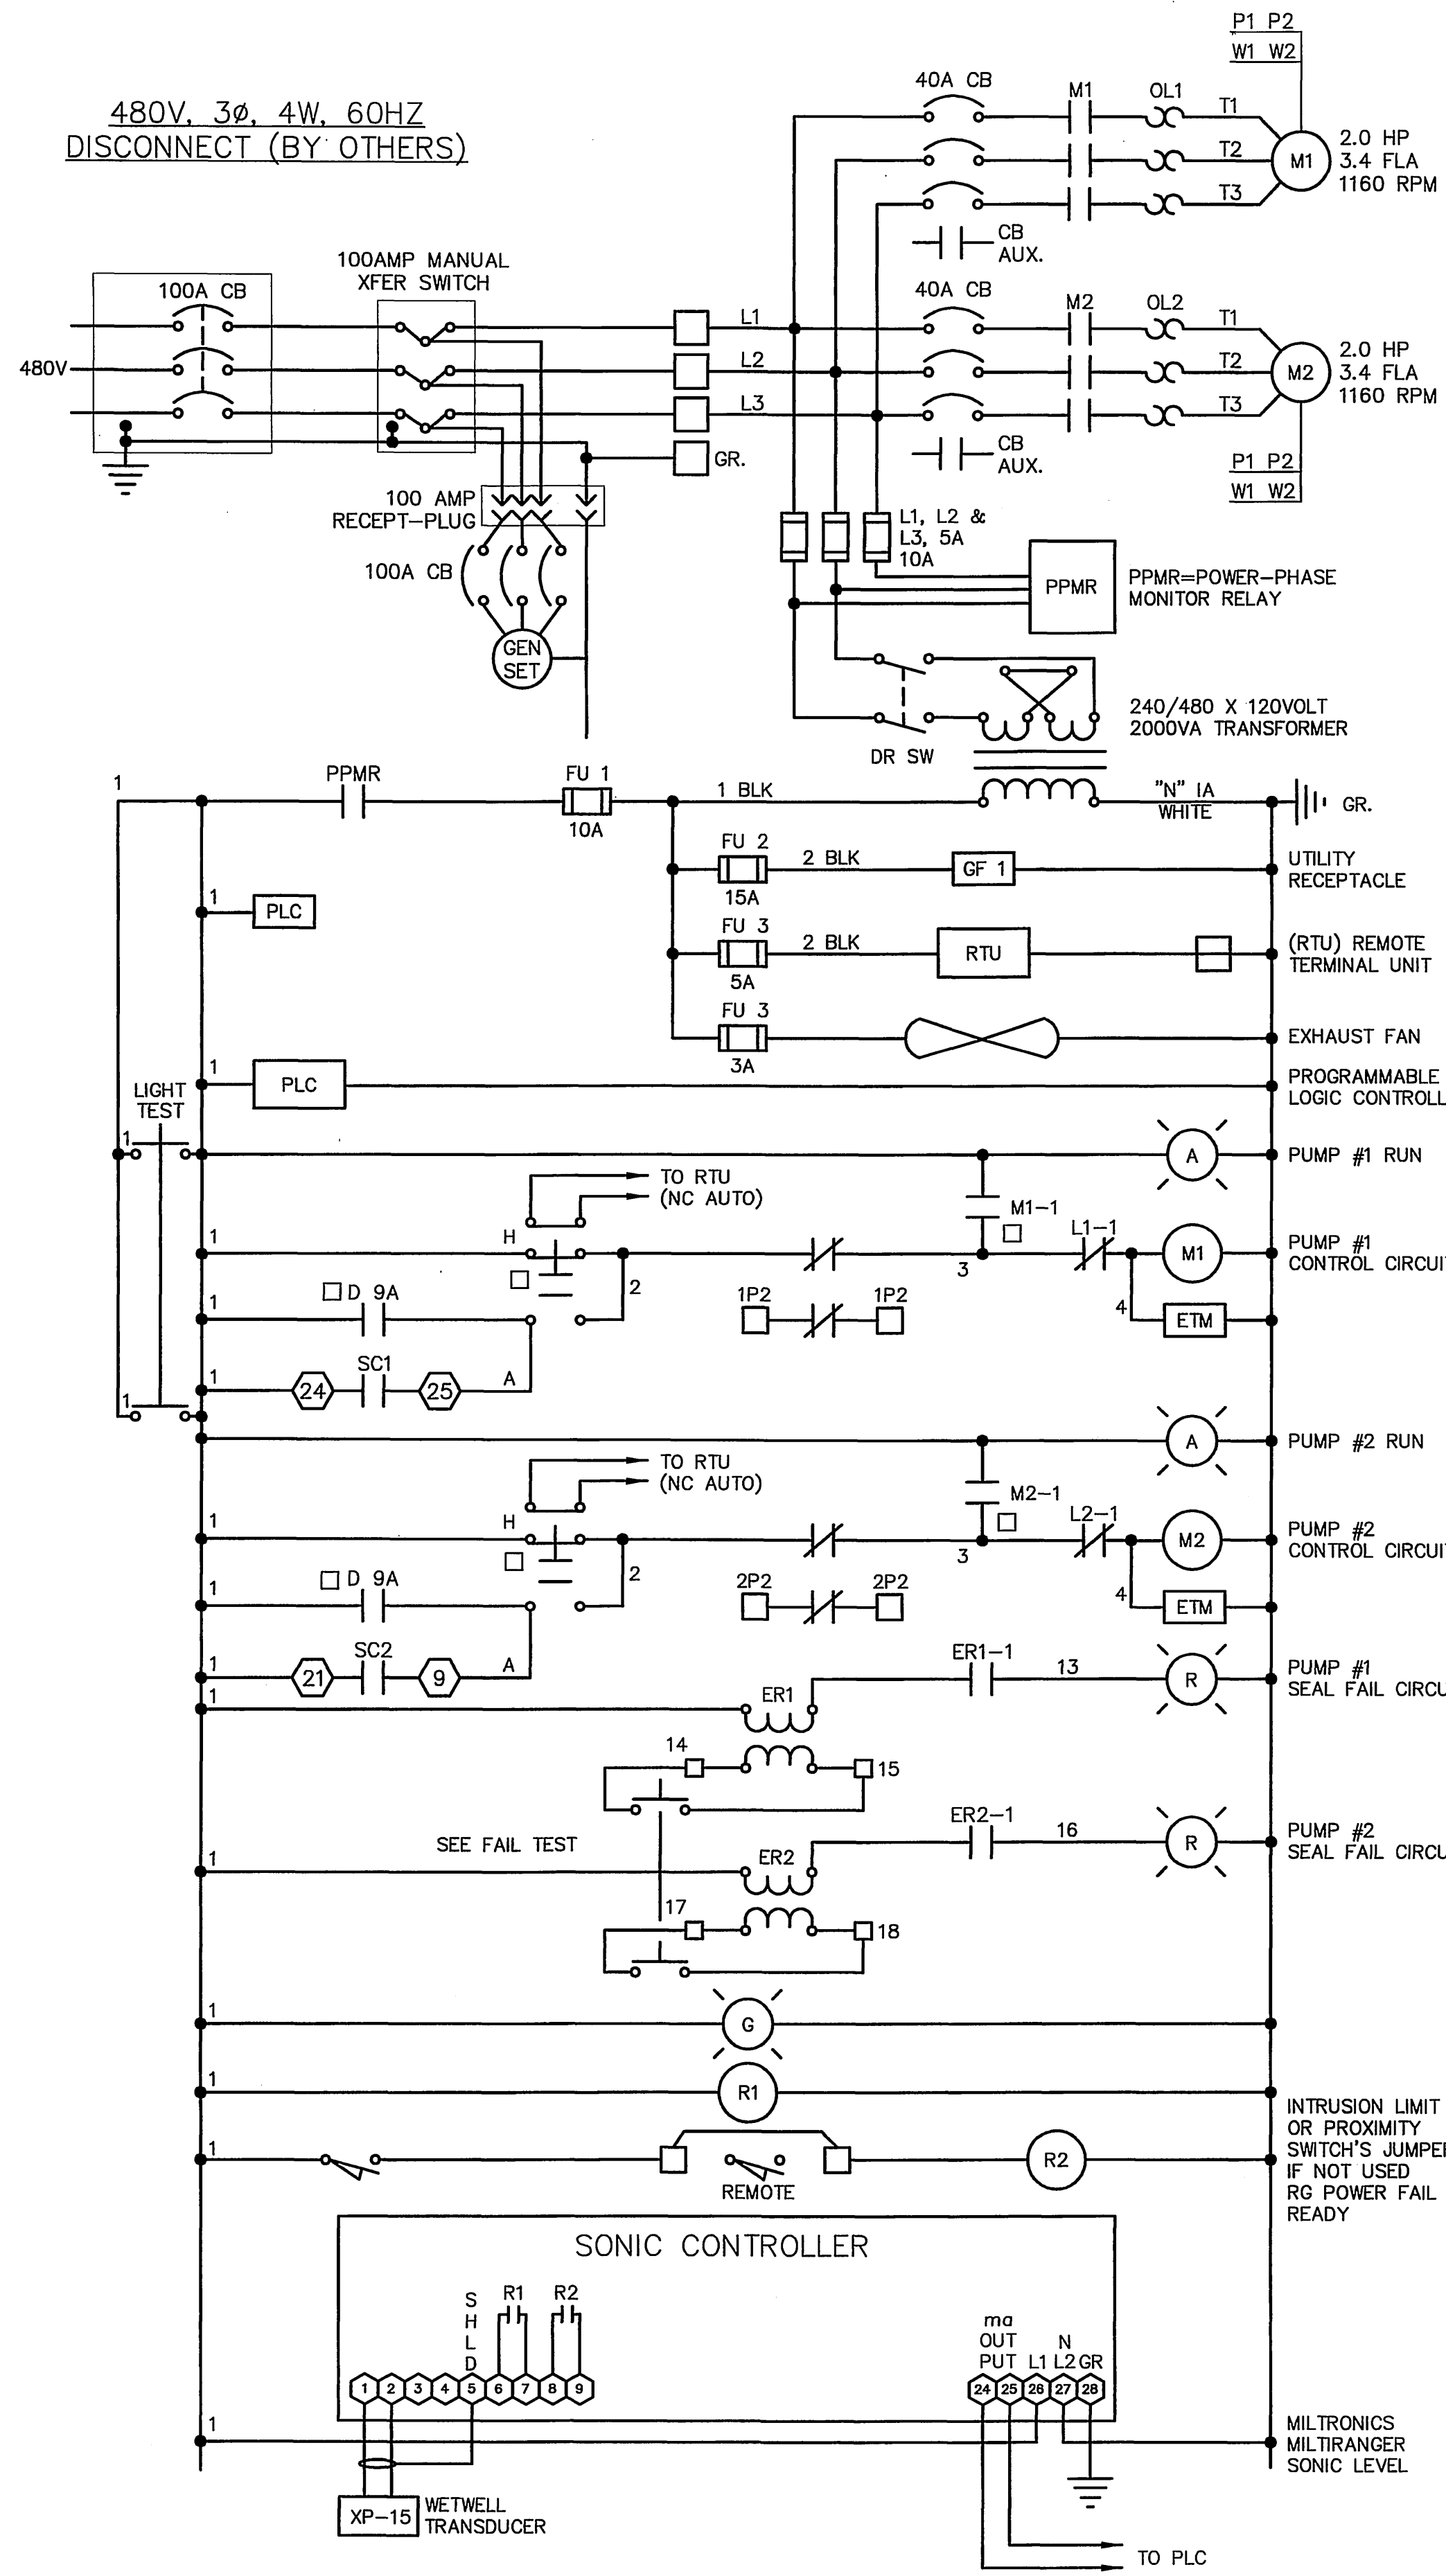 P1 P2
W1 W2
480V, 3ø, 4W, 60HZ
DISCONNECT (BY OTHERS)
40A CB
M1
OL1
T1
T2
T3
M1
2.0 HP
3.4 FLA
1160 RPM
CB
AUX.
100AMP MANUAL
XFER SWITCH
100A CB
480V
L1
L2
L3
GR.
40A CB
M2
OL2
T1
T2
T3
M2
2.0 HP
3.4 FLA
1160 RPM
CB
AUX.
P1 P2
W1 W2
100 AMP
RECEPT-PLUG
100A CB
GEN
SET
L1, L2 &
L3, 5A
10A
PPMR
PPMR=POWER-PHASE
MONITOR RELAY
DR SW
240/480 X 120VOLT
2000VA TRANSFORMER
1
PPMR
FU 1
10A
1 BLK
"N" IA
WHITE
GR.
FU 2
15A
2 BLK
GF 1
UTILITY
RECEPTACLE
1
PLC
FU 3
5A
2 BLK
RTU
(RTU) REMOTE
TERMINAL UNIT
FU 3
3A
EXHAUST FAN
1
PLC
PROGRAMMABLE
LOGIC CONTROLL
LIGHT
TEST
1
A
PUMP #1 RUN
TO RTU
(NC AUTO)
M1-1
1
H
2
3
L1-1
M1
PUMP #1
CONTROL CIRCUI
1
D 9A
1P2
1P2
4
ETM
1
24
SC1
25
A
1
A
PUMP #2 RUN
TO RTU
(NC AUTO)
M2-1
1
H
2
3
L2-1
M2
PUMP #2
CONTROL CIRCUI
1
D 9A
2P2
2P2
4
ETM
1
21
SC2
9
A
ER1-1
13
R
PUMP #1
SEAL FAIL CIRCU
1
ER1
14
15
SEE FAIL TEST
ER2-1
16
R
PUMP #2
SEAL FAIL CIRCU
1
ER2
17
18
1
G
1
R1
1
REMOTE
R2
INTRUSION LIMIT
OR PROXIMITY
SWITCH'S JUMPE
IF NOT USED
RG POWER FAIL
READY
SONIC CONTROLLER
SHLD
R1
R2
ma
OUT
PUT
L1
N
L2
GR
1 2 3 4 5 6 7 8 9
24 25 26 27 28
1
MILTRONICS
MILTIRANGER
SONIC LEVEL
XP-15
WETWELL
TRANSDUCER
TO PLC